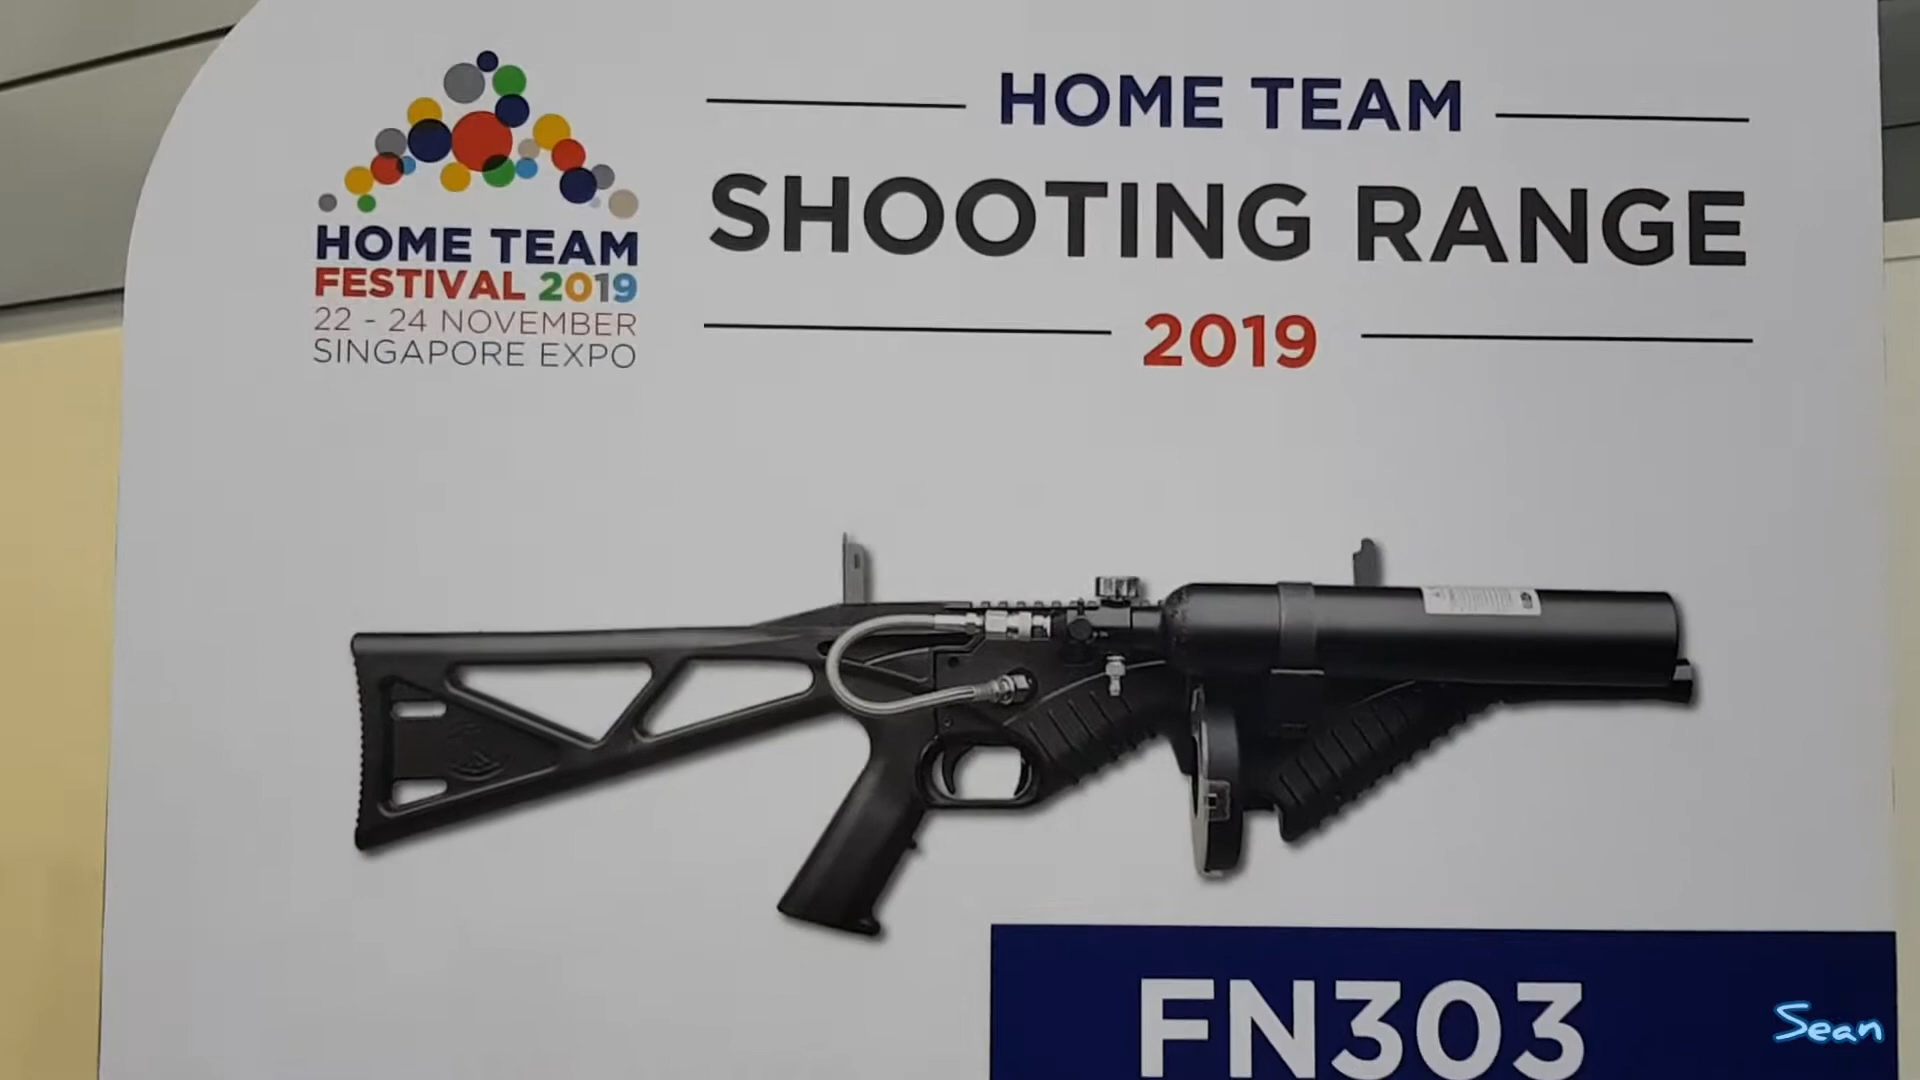 HOME TEAM
FESTIVAL 2019
22 - 24 NOVEMBER
SINGAPORE EXPO
HOME TEAM
SHOOTING RANGE
2019
FN303
Sean